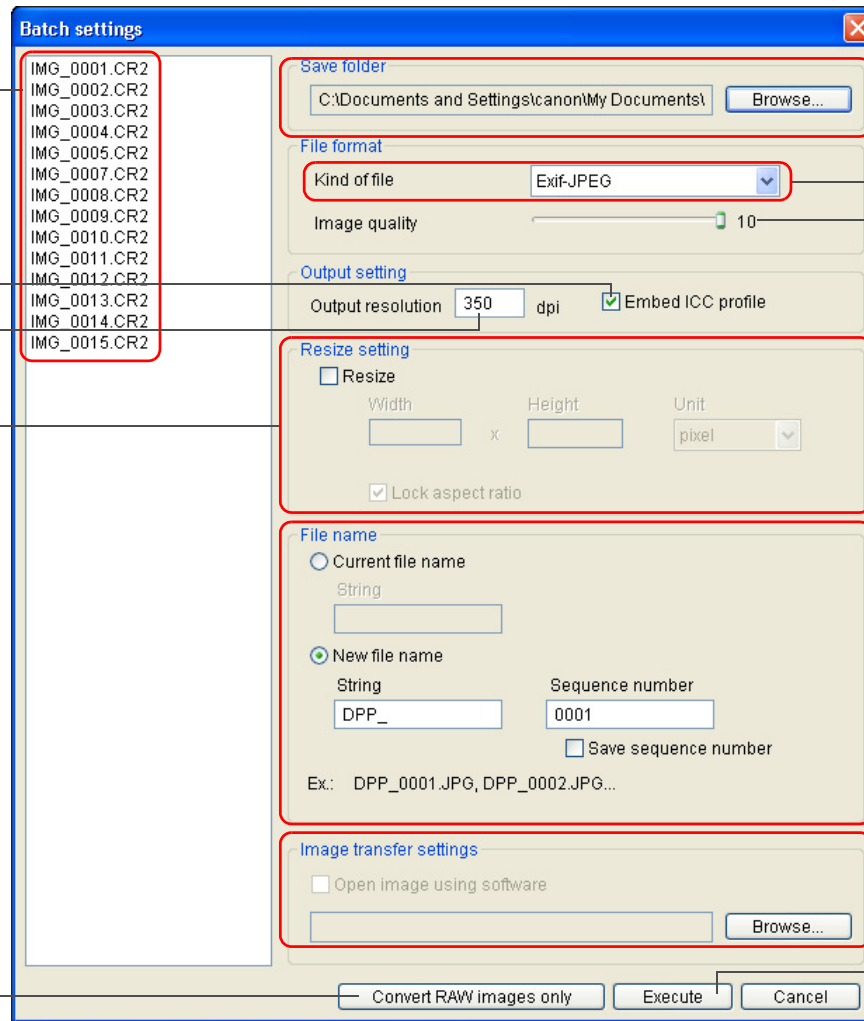 Batch settings
IMG_0001.CR2
IMG_0002.CR2
IMG_0003.CR2
IMG_0004.CR2
IMG_0005.CR2
IMG_0007.CR2
IMG_0008.CR2
IMG_0009.CR2
IMG_0010.CR2
IMG_0011.CR2
IMG_0012.CR2
IMG_0013.CR2
IMG_0014.CR2
IMG_0015.CR2
Save folder
C:\Documents and Settings\canon\My Documents\ Browse...
File format
Kind of file Exif-JPEG
Image quality 10
Output setting
Output resolution 350 dpi Embed ICC profile
Resize setting
Resize
Width Height Unit
x pixel
Lock aspect ratio
File name
Current file name
String
New file name
String Sequence number
DPP_ 0001
Save sequence number
Ex.: DPP_0001.JPG, DPP_0002.JPG...
Image transfer settings
Open image using software
Browse...
Convert RAW images only Execute Cancel